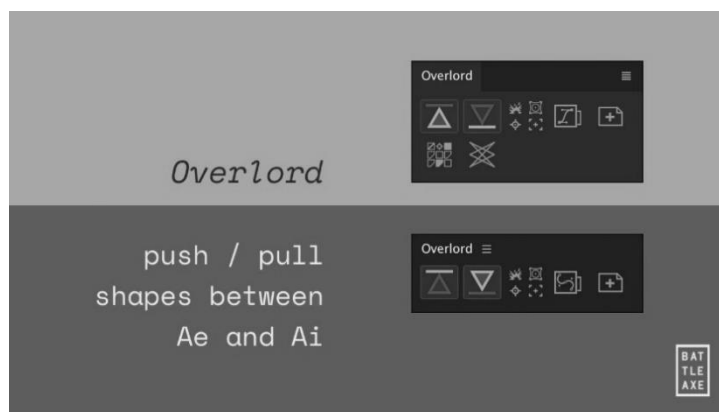 Overlord
Overlord
push / pull
shapes between
Ae and Ai
Overlord
BAT
TLE
AXE